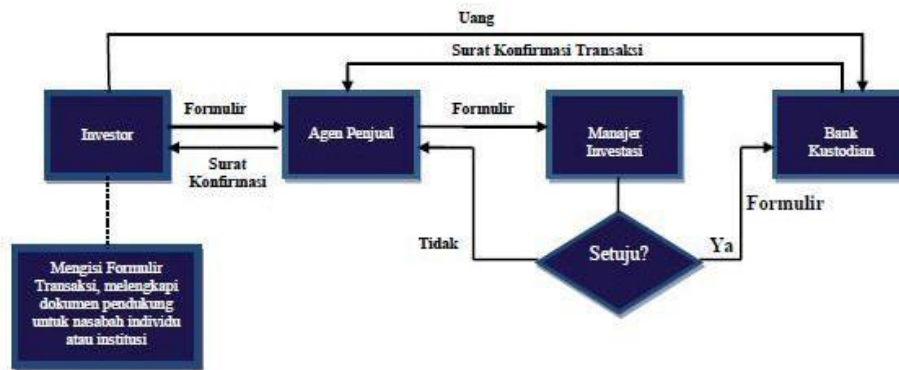 Uang
Surat Konfirmasi Transaksi
Formulir
Formulir
Investor
Agen Penjual
Manajer
Investasi
Bank
Kustodian
Surat
Konfirmasi
Formulir
Tidak
Setuju?
Ya
Mengisi Formulir
Transaksi, melengkapi
dokumen pendukung
untuk nasabah individu
atau institusi